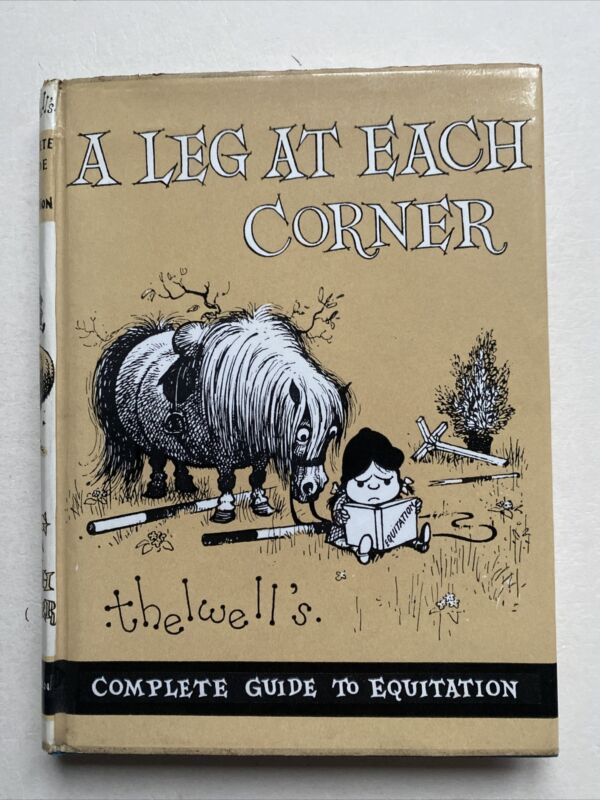 A LEG AT EACH
CORNER
EQUITATION
thelwell's
COMPLETE GUIDE TO EQUITATION